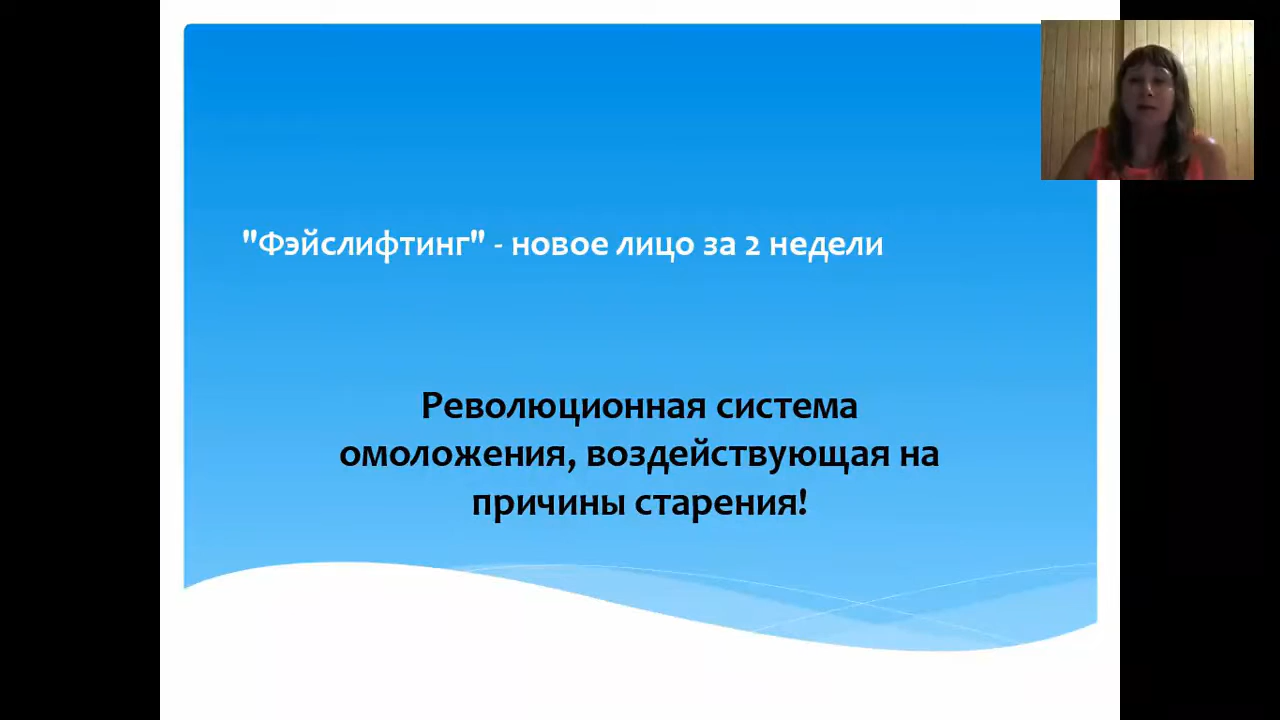 "Фэйслифтинг" - новое лицо за 2 недели
Революционная система
омоложения, воздействующая на
причины старения!